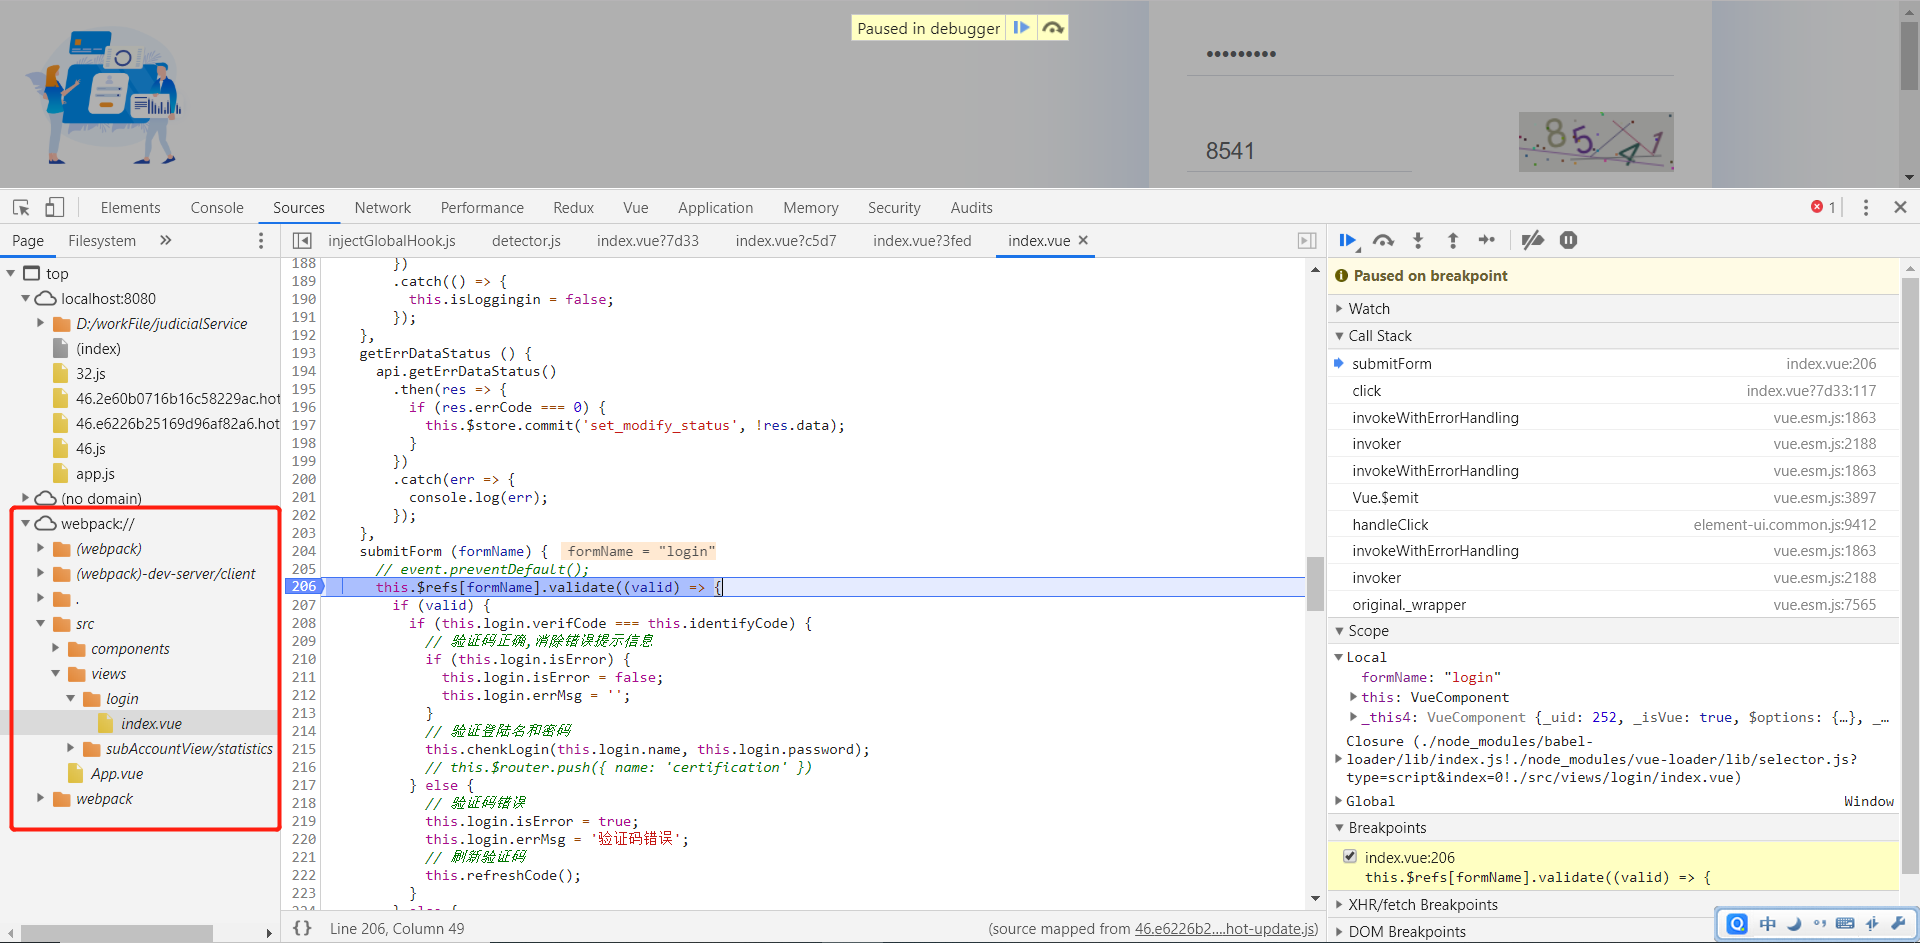 Paused in debugger
•••••••••
8541
8541
Elements Console Sources Network Performance Redux Vue Application Memory Security Audits 1
Page Filesystem
injectGlobalHook.js detector.js index.vue?7d33 index.vue?c5d7 index.vue?3fed index.vue
top
localhost:8080
D:/workFile/judicialService
(index)
32.js
46.2e60b0716b16c58229ac.hot
46.e6226b25169d96af82a6.hot
46.js
app.js
(no domain)
webpack://
(webpack)
(webpack)-dev-server/client
.
src
components
views
login
index.vue
subAccountView/statistics
App.vue
webpack
188 })
189 .catch(() => {
190 this.isLoggingin = false;
191 });
192 },
193 getErrDataStatus () {
194 api.getErrDataStatus()
195 .then(res => {
196 if (res.errCode === 0) {
197 this.$store.commit('set_modify_status', !res.data);
198 }
199 })
200 .catch(err => {
201 console.log(err);
202 });
203 },
204 submitForm (formName) { formName = "login"
205 // event.preventDefault();
206 this.$refs[formName].validate((valid) => {
207 if (valid) {
208 if (this.login.verifCode === this.identifyCode) {
209 // 验证码正确,消除错误提示信息
210 if (this.login.isError) {
211 this.login.isError = false;
212 this.login.errMsg = '';
213 }
214 // 验证登陆名和密码
215 this.chenkLogin(this.login.name, this.login.password);
216 // this.$router.push({ name: 'certification' })
217 } else {
218 // 验证码错误
219 this.login.isError = true;
220 this.login.errMsg = '验证码错误';
221 // 刷新验证码
222 this.refreshCode();
223 }
224 } else {
{} Line 206, Column 49 (source mapped from 46.e6226b2....hot-update.js)
Paused on breakpoint
Watch
Call Stack
submitForm index.vue:206
click index.vue?7d33:117
invokeWithErrorHandling vue.esm.js:1863
invoker vue.esm.js:2188
invokeWithErrorHandling vue.esm.js:1863
Vue.$emit vue.esm.js:3897
handleClick element-ui.common.js:9412
invokeWithErrorHandling vue.esm.js:1863
invoker vue.esm.js:2188
original._wrapper vue.esm.js:7565
Scope
Local
formName: "login"
this: VueComponent
_this4: VueComponent {_uid: 252, _isVue: true, $options: {…}, _…
Closure (./node_modules/babel-
loader/lib/index.js!./node_modules/vue-loader/lib/selector.js?
type=script&index=0!./src/views/login/index.vue)
Global Window
Breakpoints
index.vue:206
this.$refs[formName].validate((valid) => {
XHR/fetch Breakpoints
DOM Breakpoints
中